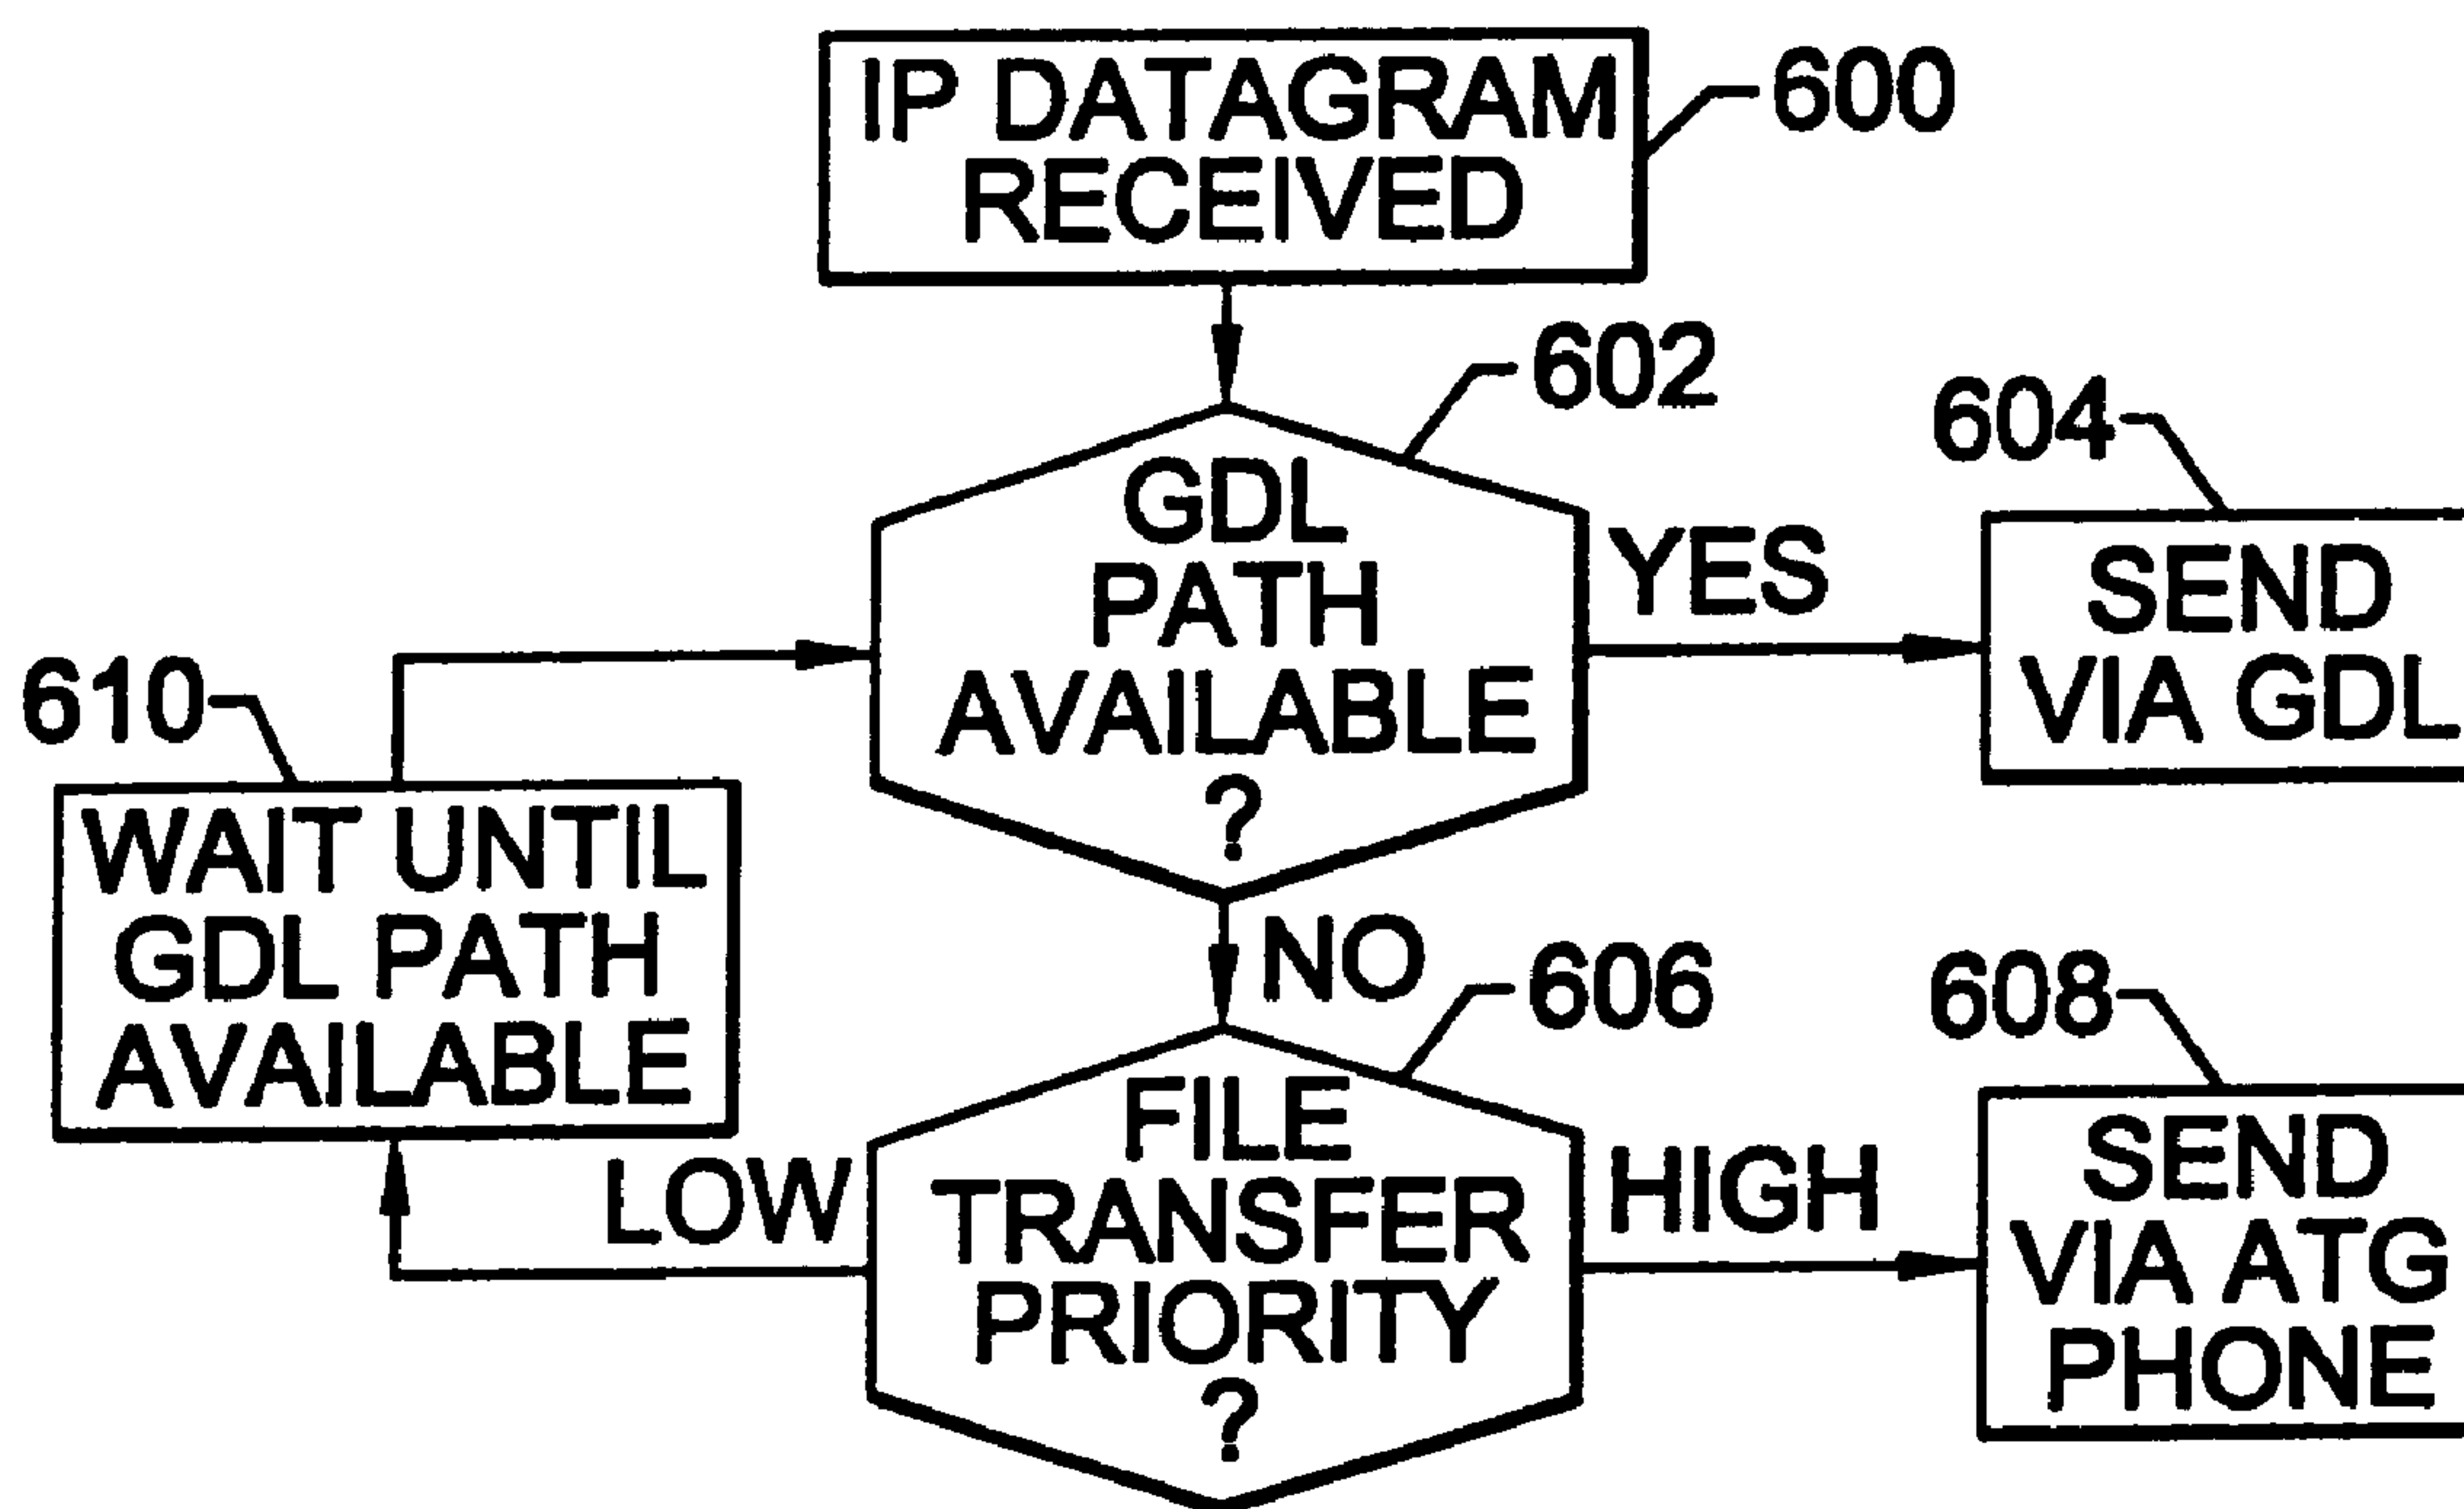 IP DATAGRAM
RECEIVED
600
602
GDL
PATH
AVAILABLE
?
YES
604
SEND
VIA GDL
610
WAIT UNTIL
GDL PATH
AVAILABLE
NO
606
FILE
TRANSFER
PRIORITY
?
LOW
HIGH
608
SEND
VIA ATG
PHONE